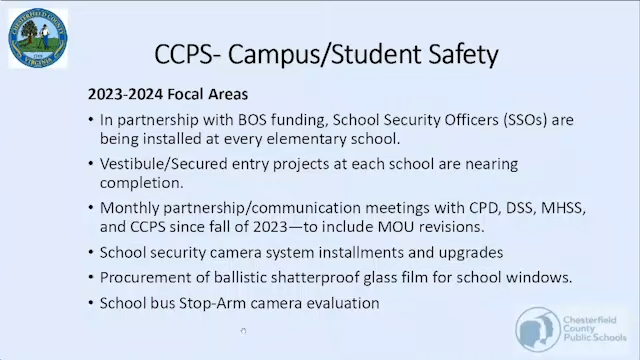 CHESTERFIELD COUNTY
VIRGINIA
CCPS- Campus/Student Safety
2023-2024 Focal Areas
• In partnership with BOS funding, School Security Officers (SSOs) are
being installed at every elementary school.
• Vestibule/Secured entry projects at each school are nearing
completion.
• Monthly partnership/communication meetings with CPD, DSS, MHSS,
and CCPS since fall of 2023—to include MOU revisions.
• School security camera system installments and upgrades
• Procurement of ballistic shatterproof glass film for school windows.
• School bus Stop-Arm camera evaluation
Chesterfield
County
Public Schools